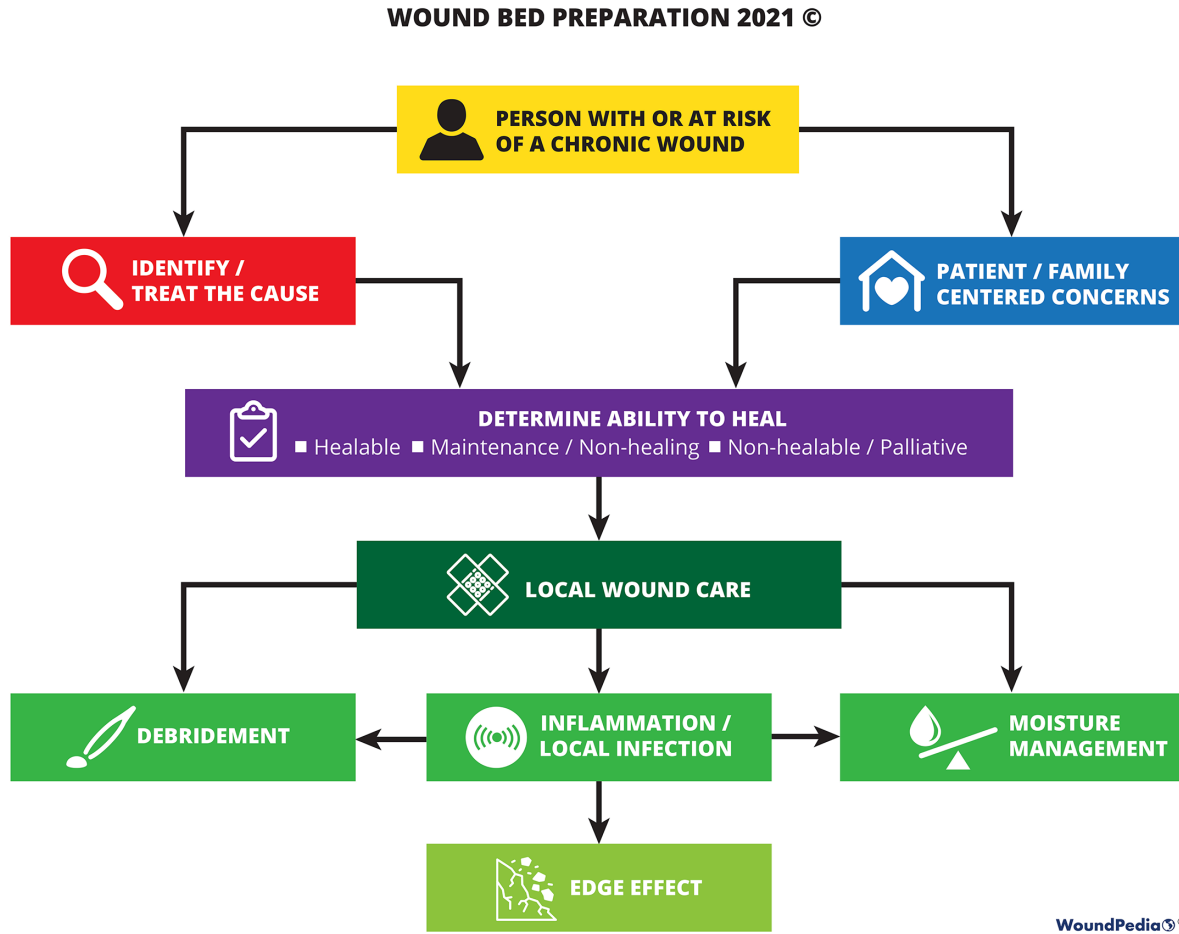 WOUND BED PREPARATION 2021 ©
PERSON WITH OR AT RISK
OF A CHRONIC WOUND
IDENTIFY /
TREAT THE CAUSE
PATIENT / FAMILY
CENTERED CONCERNS
DETERMINE ABILITY TO HEAL
■ Healable ■ Maintenance / Non-healing ■ Non-healable / Palliative
LOCAL WOUND CARE
DEBRIDEMENT
INFLAMMATION /
LOCAL INFECTION
MOISTURE
MANAGEMENT
EDGE EFFECT
WoundPedia